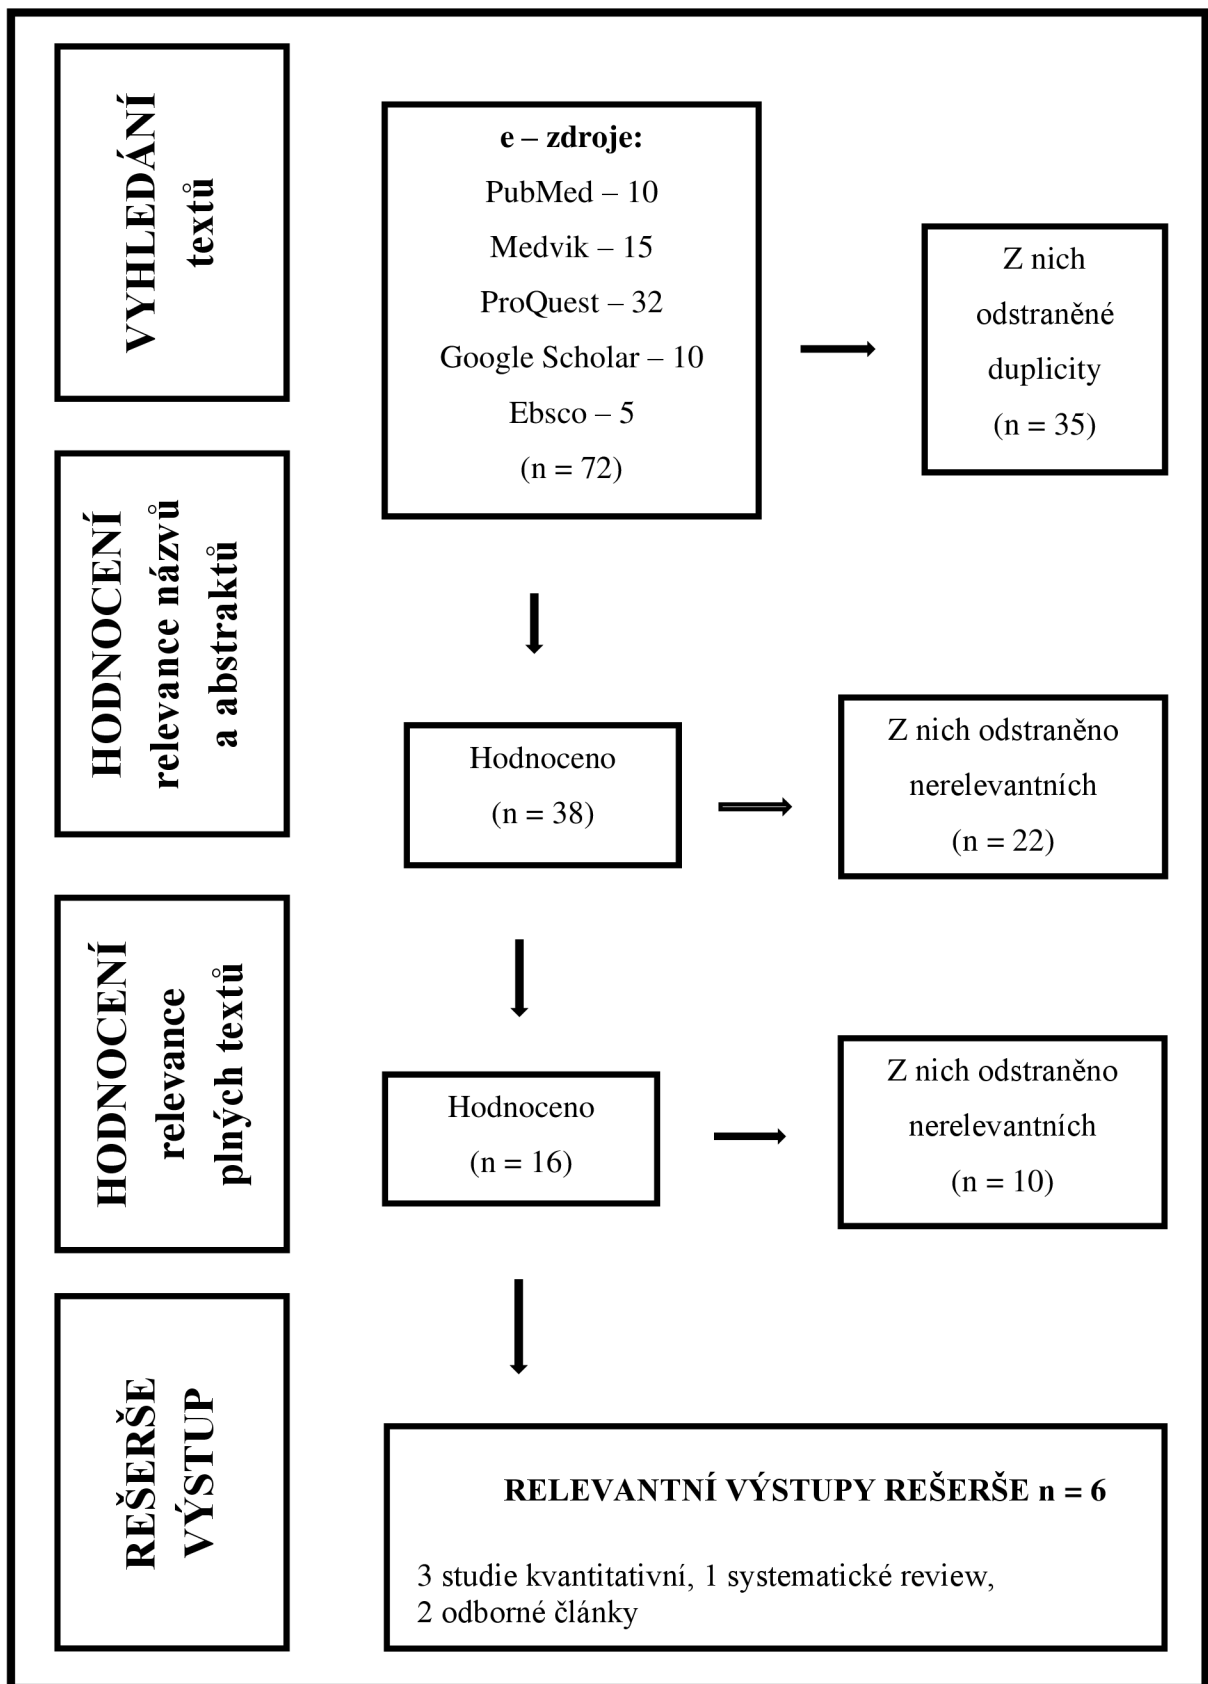 VYHLEDÁNÍ
textů
e – zdroje:
PubMed – 10
Medvik – 15
ProQuest – 32
Google Scholar – 10
Ebsco – 5
(n = 72)
Z nich
odstraněné
duplicity
(n = 35)
HODNOCENÍ
relevance názvů
a abstraktů
Hodnoceno
(n = 38)
Z nich odstraněno
nerelevantních
(n = 22)
HODNOCENÍ
relevance
plných textů
Hodnoceno
(n = 16)
Z nich odstraněno
nerelevantních
(n = 10)
REŠERŠE
VÝSTUP
RELEVANTNÍ VÝSTUPY REŠERŠE n = 6
3 studie kvantitativní, 1 systematické review,
2 odborné články